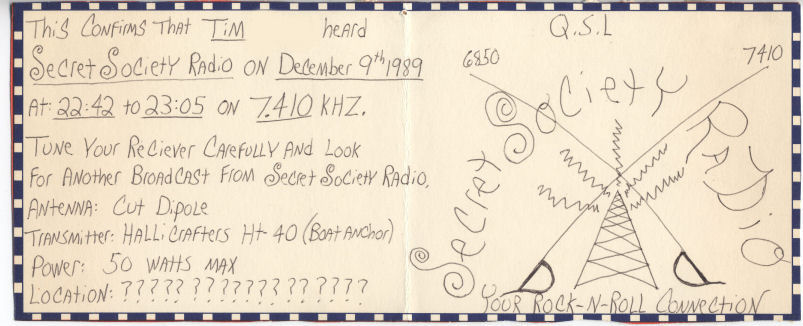 This Confirms That Tim heard
Secret Society Radio on December 9th 1989
At: 22:42 to 23:05 on 7.410 KHZ.
Tune Your Reciever Carefully And Look
For Another Broadcast From Secret Society Radio.
Antenna: Cut Dipole
Transmitter: Hallicrafters Ht-40 (Boat Anchor)
Power: 50 watts max
Location: ????? ??????? ?? ?????
Q.S.L
6850 7410
Secret Society Radio
Your Rock-N-Roll Connection